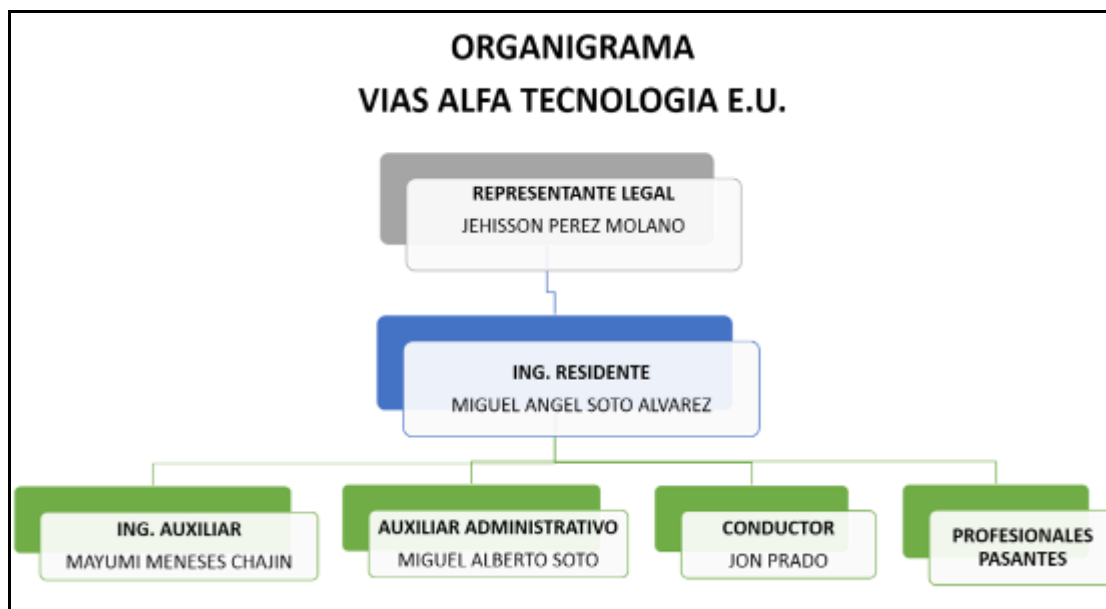 ORGANIGRAMA
VIAS ALFA TECNOLOGIA E.U.
REPRESENTANTE LEGAL
JEHISSON PEREZ MOLANO
ING. RESIDENTE
MIGUEL ANGEL SOTO ALVAREZ
ING. AUXILIAR
MAYUMI MENESES CHAJIN
AUXILIAR ADMINISTRATIVO
MIGUEL ALBERTO SOTO
CONDUCTOR
JON PRADO
PROFESIONALES
PASANTES